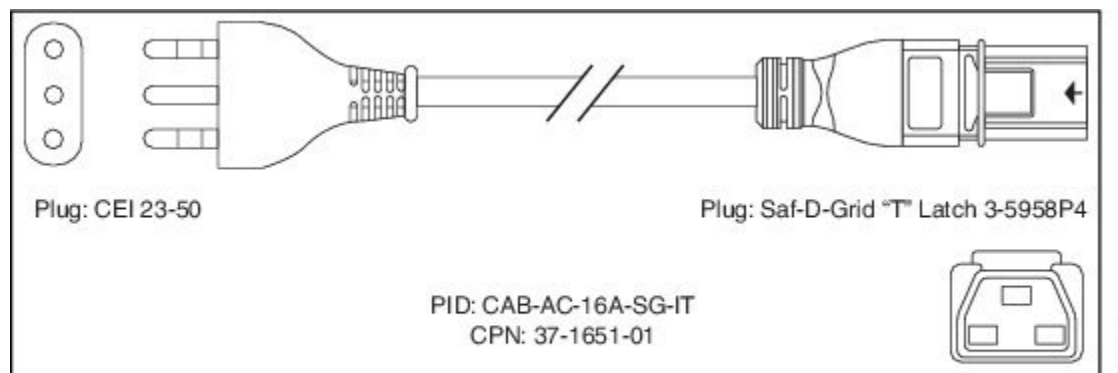 Plug: CEI 23-50
Plug: Saf-D-Grid “T” Latch 3-5958P4
PID: CAB-AC-16A-SG-IT
CPN: 37-1651-01